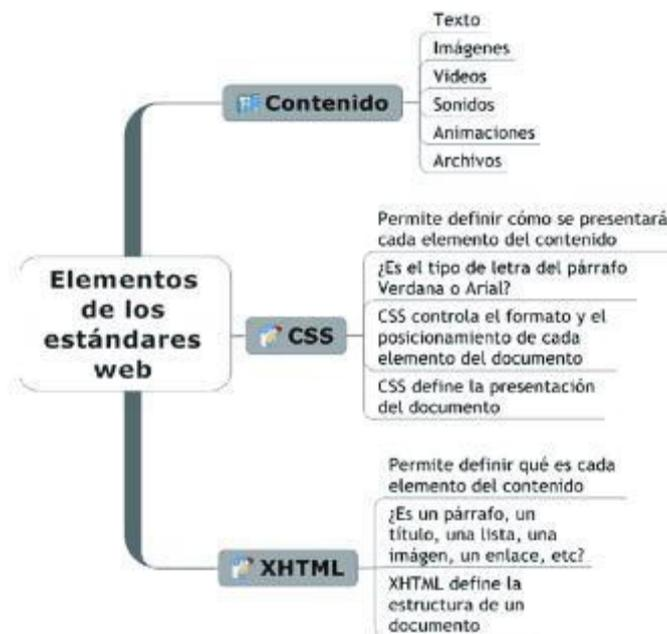 Elementos
de los
estándares
web
Contenido
Texto
Imágenes
Videos
Sonidos
Animaciones
Archivos
CSS
Permite definir cómo se presentará
cada elemento del contenido
¿Es el tipo de letra del párrafo
Verdana o Arial?
CSS controla el formato y el
posicionamiento de cada
elemento del documento
CSS define la presentación
del documento
XHTML
Permite definir qué es cada
elemento del contenido
¿Es un párrafo, un
título, una lista, una
imágen, un enlace, etc?
XHTML define la
estructura de un
documento